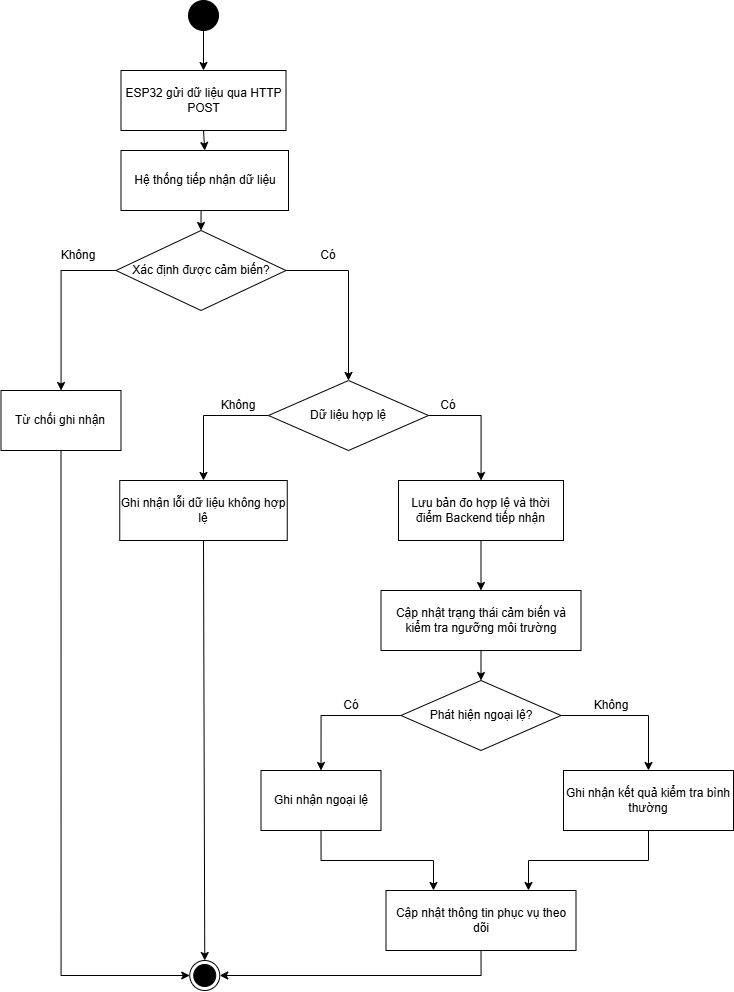 ESP32 gửi dữ liệu qua HTTP
POST
Hệ thống tiếp nhận dữ liệu
Không
Xác định được cảm biến?
Có
Từ chối ghi nhận
Không
Dữ liệu hợp lệ
Có
Ghi nhận lỗi dữ liệu không hợp
lệ
Lưu bản đo hợp lệ và thời
điểm Backend tiếp nhận
Cập nhật trạng thái cảm biến và
kiểm tra ngưỡng môi trường
Có
Phát hiện ngoại lệ?
Không
Ghi nhận ngoại lệ
Ghi nhận kết quả kiểm tra bình
thường
Cập nhật thông tin phục vụ theo
dõi